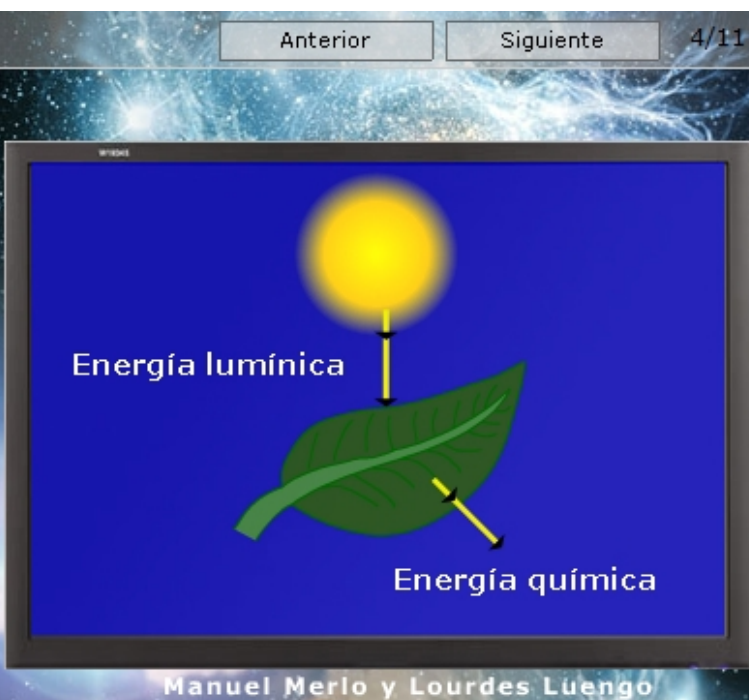 Anterior Siguiente 4/11
Energía lumínica
Energía química
Manuel Merlo y Lourdes Luengo